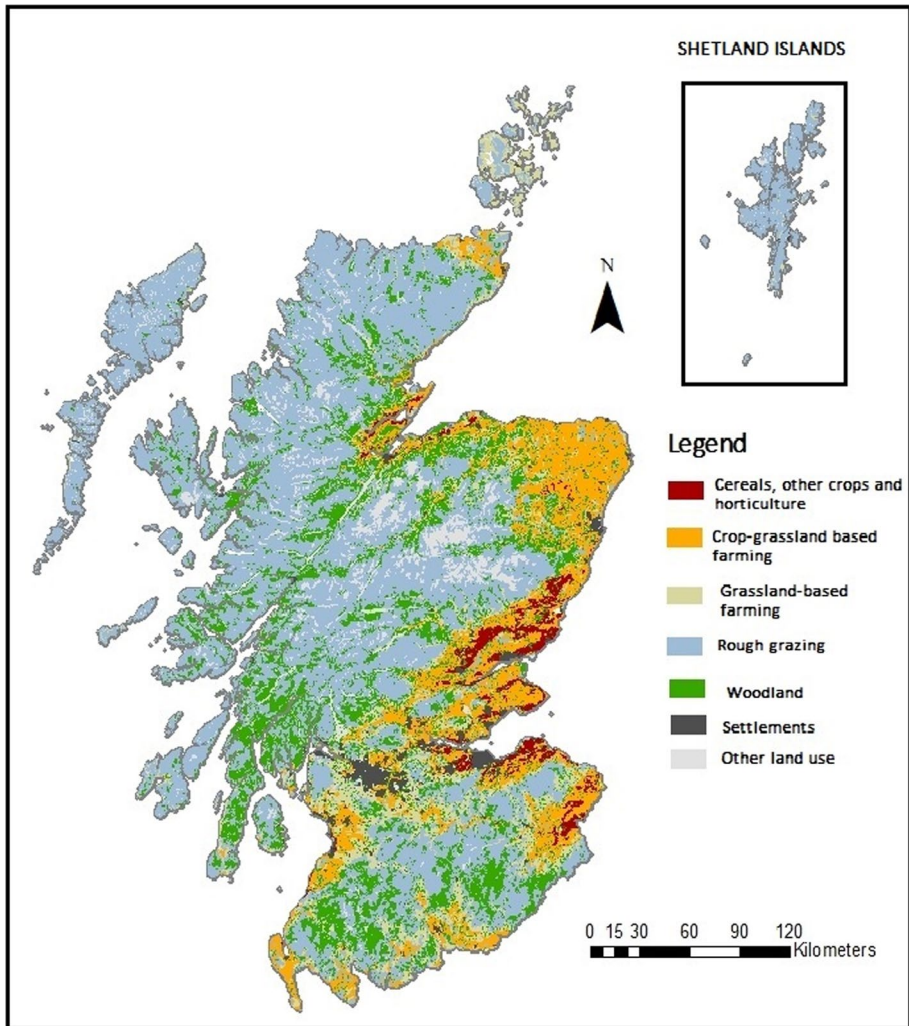 SHETLAND ISLANDS
N
Legend
Cereals, other crops and
horticulture
Crop-grassland based
farming
Grassland-based
farming
Rough grazing
Woodland
Settlements
Other land use
0 15 30 60 90 120
Kilometers